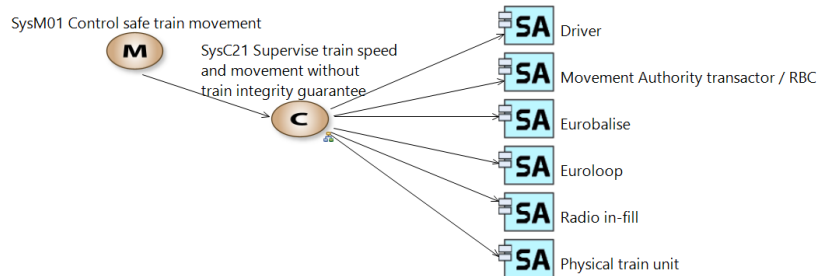 SysM01 Control safe train movement
M
SysC21 Supervise train speed
and movement without
train integrity guarantee
C
SA Driver
SA Movement Authority transactor / RBC
SA Eurobalise
SA Euroloop
SA Radio in-fill
SA Physical train unit